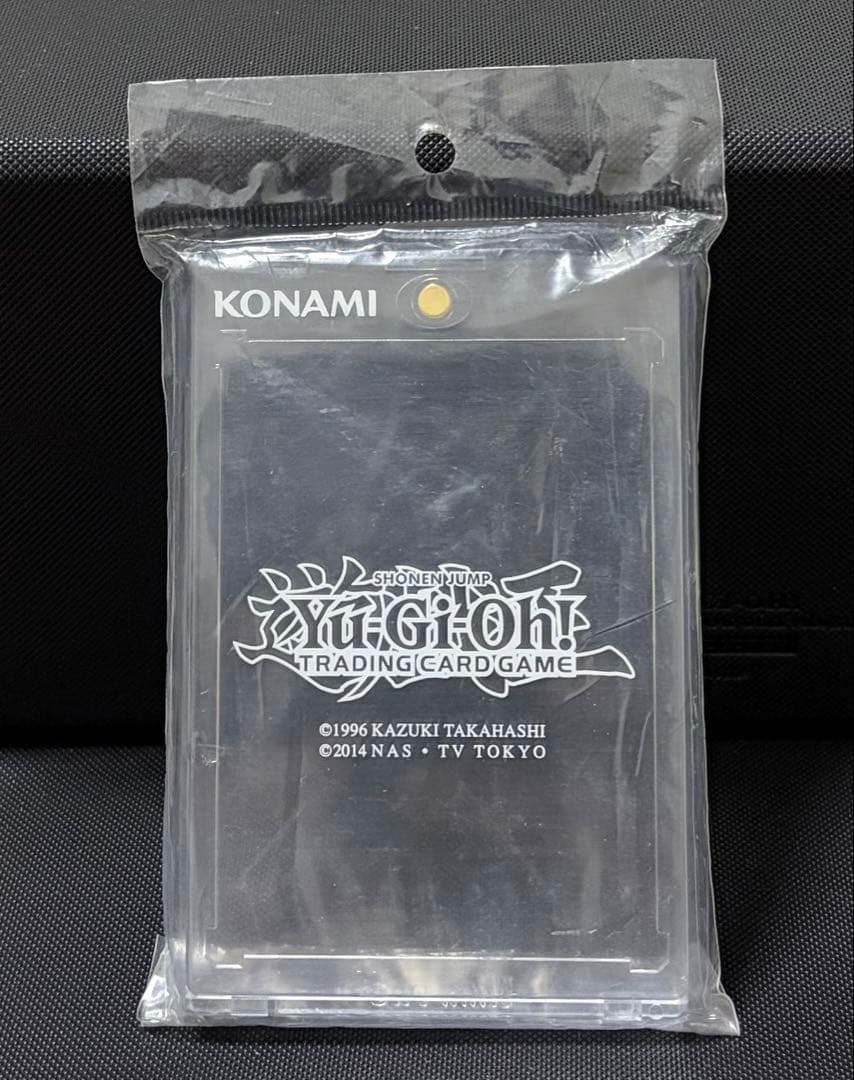 KONAMI
SHONEN JUMP
Yu-Gi-Oh!
TRADING CARD GAME
©1996 KAZUKI TAKAHASHI
©2014 NAS • TV TOKYO